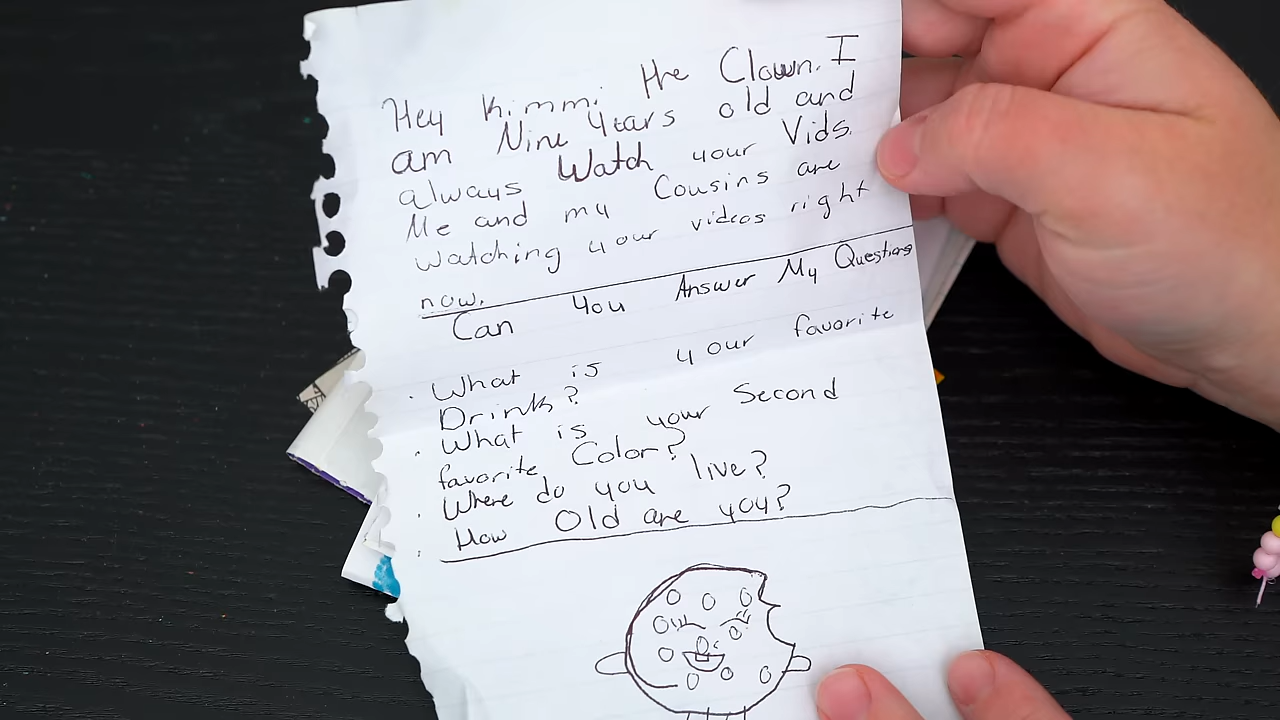 Hey Kimmi the Clown. I
am Nine years old and
always Watch your Vids.
Me and my Cousins are
watching your videos right
now.
Can you Answer My Questions
. What is your favorite
Drink?
. What is your Second
favorite Color?
. Where do you live?
. How Old are you?